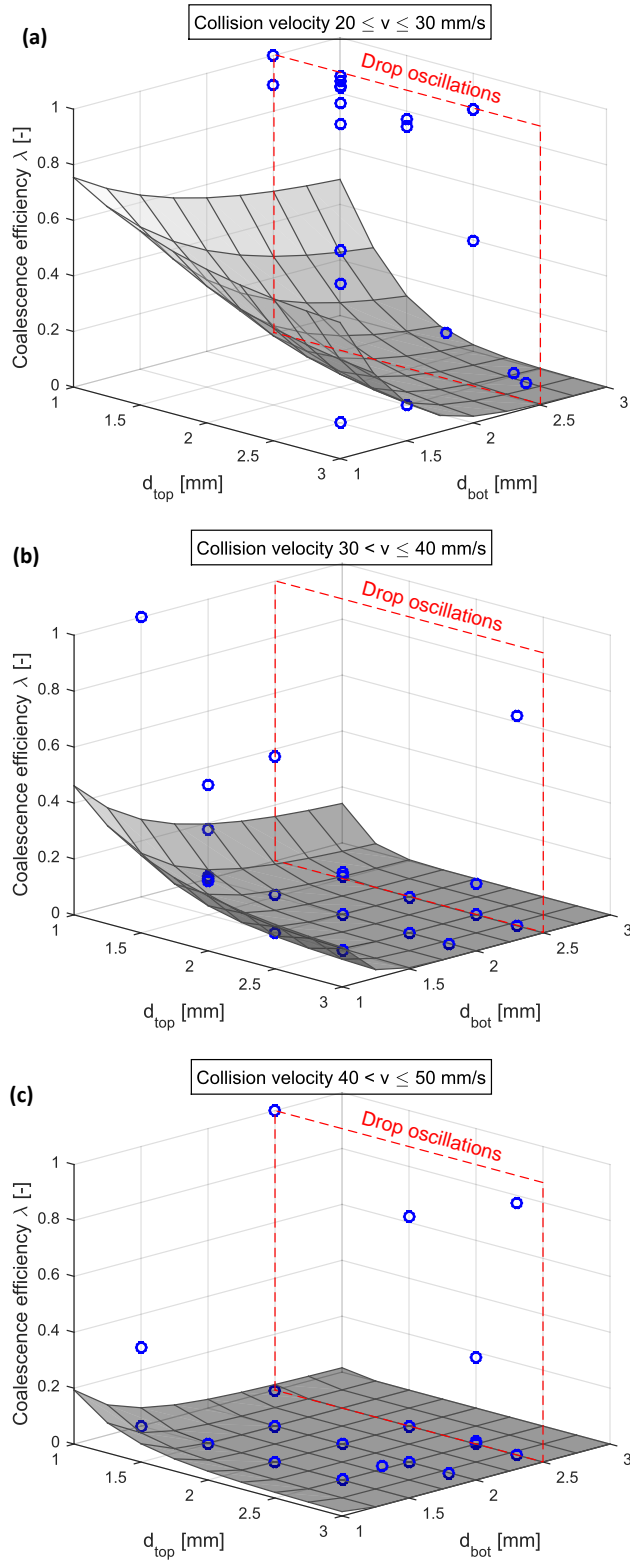 (a)
Collision velocity 20 ≤ v ≤ 30 mm/s
Drop oscillations
Coalescence efficiency λ [-]
1
0.8
0.6
0.4
0.2
0
1
1.5
2
2.5
3
d_top [mm]
1
1.5
2
2.5
3
d_bot [mm]
(b)
Collision velocity 30 < v ≤ 40 mm/s
Drop oscillations
Coalescence efficiency λ [-]
1
0.8
0.6
0.4
0.2
0
1
1.5
2
2.5
3
d_top [mm]
1
1.5
2
2.5
3
d_bot [mm]
(c)
Collision velocity 40 < v ≤ 50 mm/s
Drop oscillations
Coalescence efficiency λ [-]
1
0.8
0.6
0.4
0.2
0
1
1.5
2
2.5
3
d_top [mm]
1
1.5
2
2.5
3
d_bot [mm]